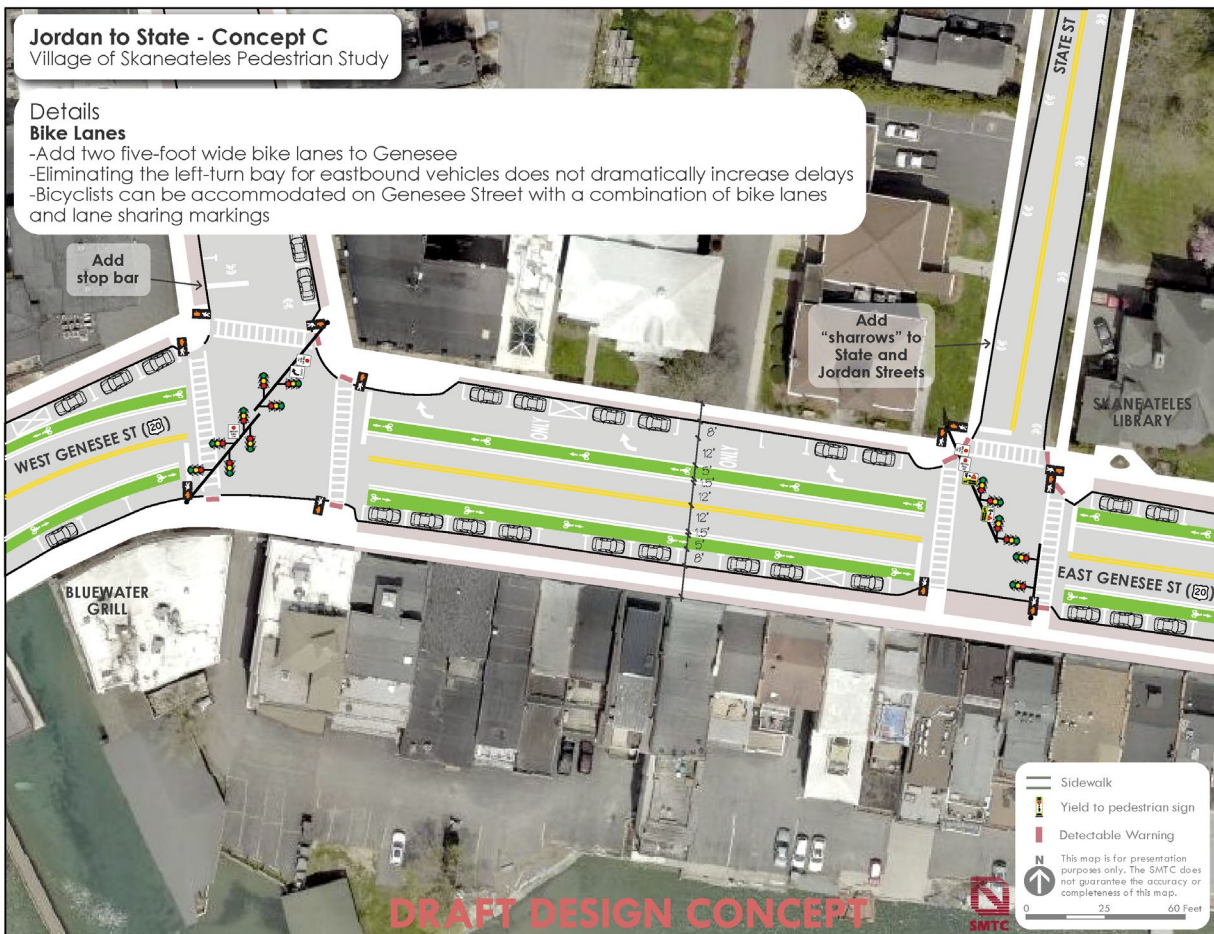 Jordan to State - Concept C
Village of Skaneateles Pedestrian Study
Details
Bike Lanes
-Add two five-foot wide bike lanes to Genesee
-Eliminating the left-turn bay for eastbound vehicles does not dramatically increase delays
-Bicyclists can be accommodated on Genesee Street with a combination of bike lanes
and lane sharing markings
STATE ST
Add
stop bar
Add
"sharrows" to
State and
Jordan Streets
SKANEATELES
LIBRARY
WEST GENESEE ST (20)
ONLY
ONLY
8'
12'
5'
1.5'
12'
12'
1.5'
5'
8'
EAST GENESEE ST (20)
BLUEWATER
GRILL
Sidewalk
Yield to pedestrian sign
Detectable Warning
N
This map is for presentation
purposes only. The SMTC does
not guarantee the accuracy or
completeness of this map.
0 25 60 Feet
SMTC
DRAFT DESIGN CONCEPT